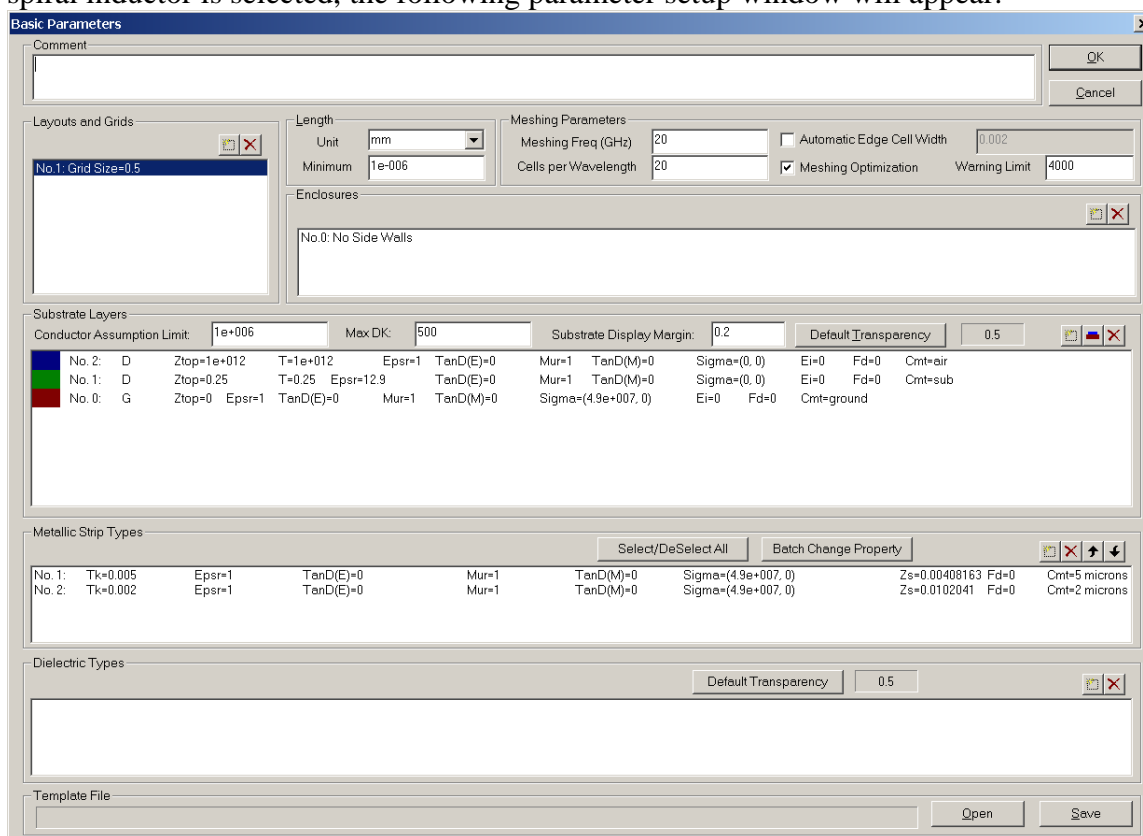 spiral inductor is selected, the following parameter setup window will appear.
Basic Parameters
Comment
OK
Cancel
Layouts and Grids
No.1: Grid Size=0.5
Length
Unit mm
Minimum 1e-006
Meshing Parameters
Meshing Freq (GHz) 20 Automatic Edge Cell Width 0.002
Cells per Wavelength 20 Meshing Optimization Warning Limit 4000
Enclosures
No.0: No Side Walls
Substrate Layers
Conductor Assumption Limit: 1e+006 Max DK: 500 Substrate Display Margin: 0.2 Default Transparency 0.5
No. 2: D Ztop=1e+012 T=1e+012 Epsr=1 TanD(E)=0 Mur=1 TanD(M)=0 Sigma=(0, 0) Ei=0 Fd=0 Cmt=air
No. 1: D Ztop=0.25 T=0.25 Epsr=12.9 TanD(E)=0 Mur=1 TanD(M)=0 Sigma=(0, 0) Ei=0 Fd=0 Cmt=sub
No. 0: G Ztop=0 Epsr=1 TanD(E)=0 Mur=1 TanD(M)=0 Sigma=(4.9e+007, 0) Ei=0 Fd=0 Cmt=ground
Metallic Strip Types
Select/DeSelect All Batch Change Property
No. 1: Tk=0.005 Epsr=1 TanD(E)=0 Mur=1 TanD(M)=0 Sigma=(4.9e+007, 0) Zs=0.00408163 Fd=0 Cmt=5 microns
No. 2: Tk=0.002 Epsr=1 TanD(E)=0 Mur=1 TanD(M)=0 Sigma=(4.9e+007, 0) Zs=0.0102041 Fd=0 Cmt=2 microns
Dielectric Types
Default Transparency 0.5
Template File
Open Save